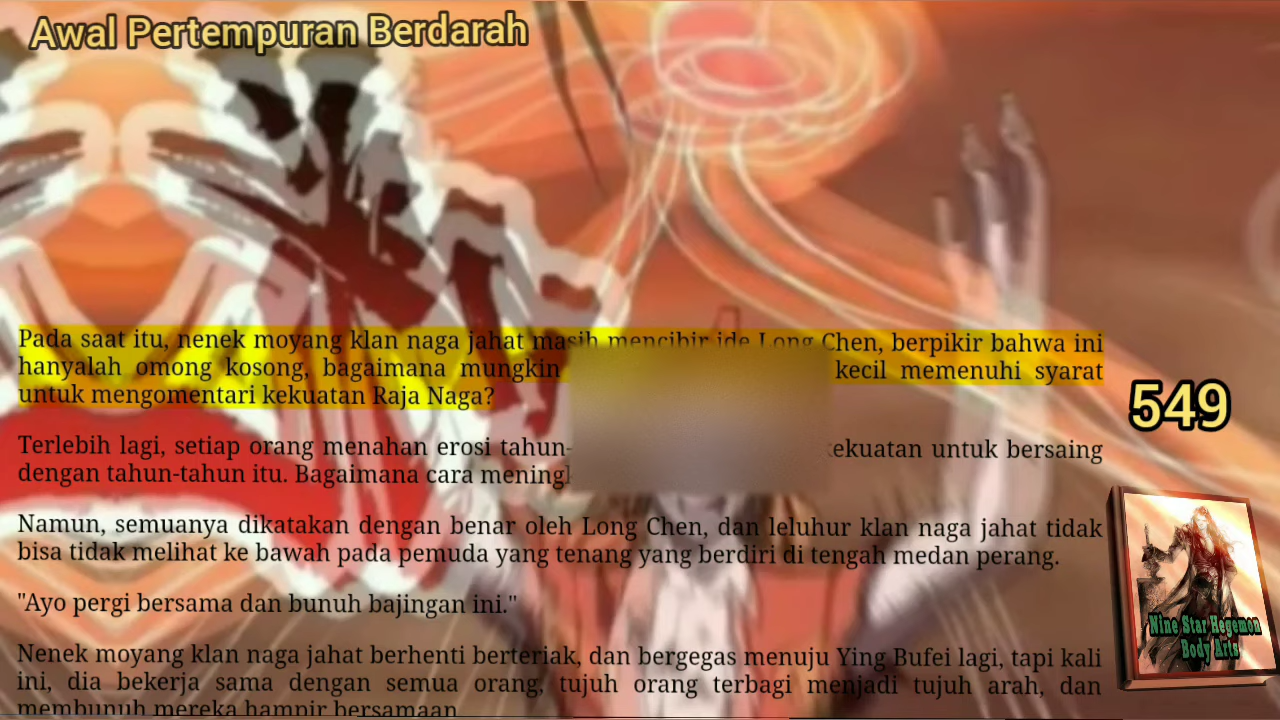 Awal Pertempuran Berdarah
Pada saat itu, nenek moyang klan naga jahat masih mencibir ide Long Chen, berpikir bahwa ini
hanyalah omong kosong, bagaimana mungkin kecil memenuhi syarat
untuk mengomentari kekuatan Raja Naga?
549
Terlebih lagi, setiap orang menahan erosi tahun- untuk bersaing
dengan tahun-tahun itu. Bagaimana cara
Namun, semuanya dikatakan dengan benar oleh Long Chen, dan leluhur klan naga jahat tidak
bisa tidak melihat ke bawah pada pemuda yang tenang yang berdiri di tengah medan perang.
"Ayo pergi bersama dan bunuh bajingan ini."
Nenek moyang klan naga jahat berhenti berteriak, dan bergegas menuju Ying Bufei lagi, tapi kali
ini, dia bekerja sama dengan semua orang, tujuh orang terbagi menjadi tujuh arah, dan
membunuh mereka hampir bersamaan
Nine Star Hegemon
Body Arts